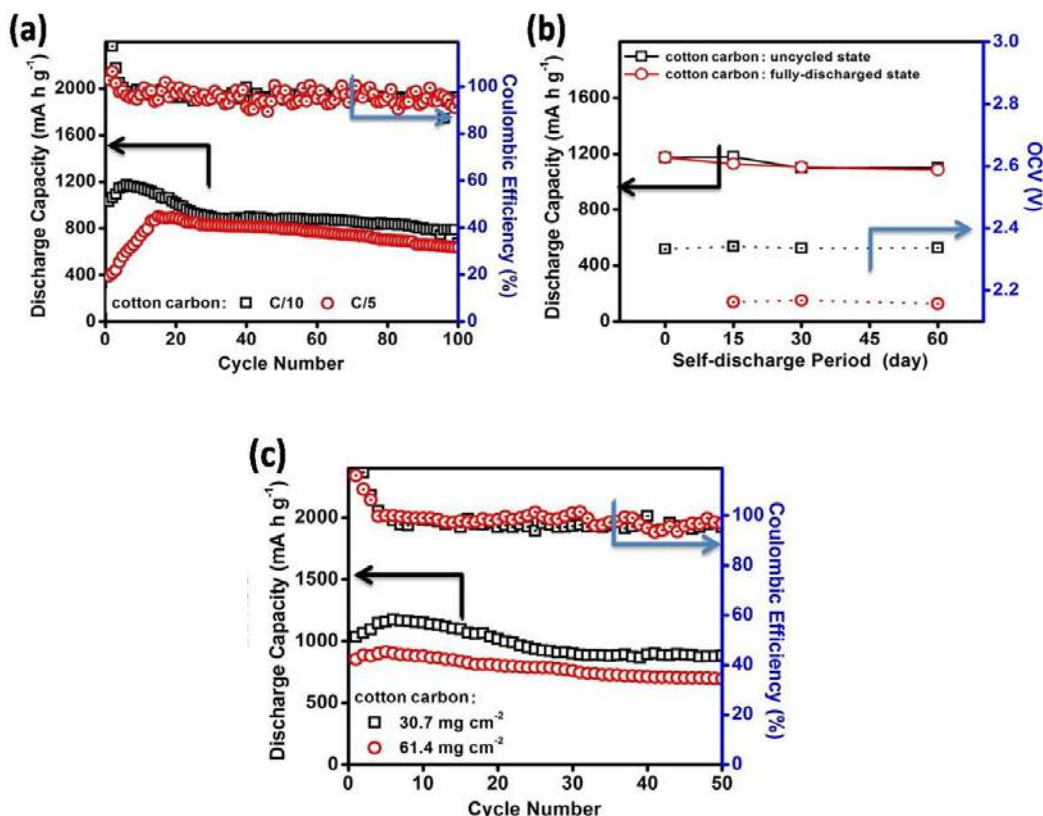 (a)
Discharge Capacity (mA h g⁻¹)
2000
1600
1200
800
400
0
100
80
60
40
20
0
Coulombic Efficiency (%)
cotton carbon: C/10 C/5
0 20 40 60 80 100
Cycle Number
(b)
cotton carbon: uncycled state
cotton carbon: fully-discharged state
Discharge Capacity (mA h g⁻¹)
1600
1200
800
400
0
3.0
2.8
2.6
2.4
2.2
OCV (V)
0 15 30 45 60
Self-discharge Period (day)
(c)
Discharge Capacity (mA h g⁻¹)
2000
1500
1000
500
0
100
80
60
40
20
0
Coulombic Efficiency (%)
cotton carbon:
30.7 mg cm⁻²
61.4 mg cm⁻²
0 10 20 30 40 50
Cycle Number